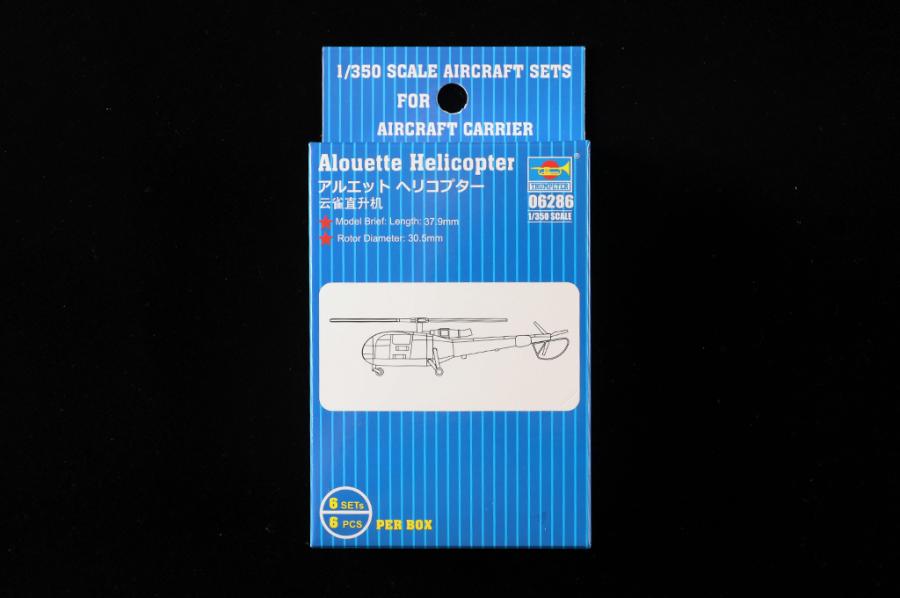 1/350 SCALE AIRCRAFT SETS
FOR
AIRCRAFT CARRIER
Alouette Helicopter
アルエット ヘリコプター
云雀直升机
★ Model Brief: Length: 37.9mm
★ Rotor Diameter: 30.5mm
®
TRUMPETER
06286
1/350 SCALE
6 SETs
6 PCS
PER BOX